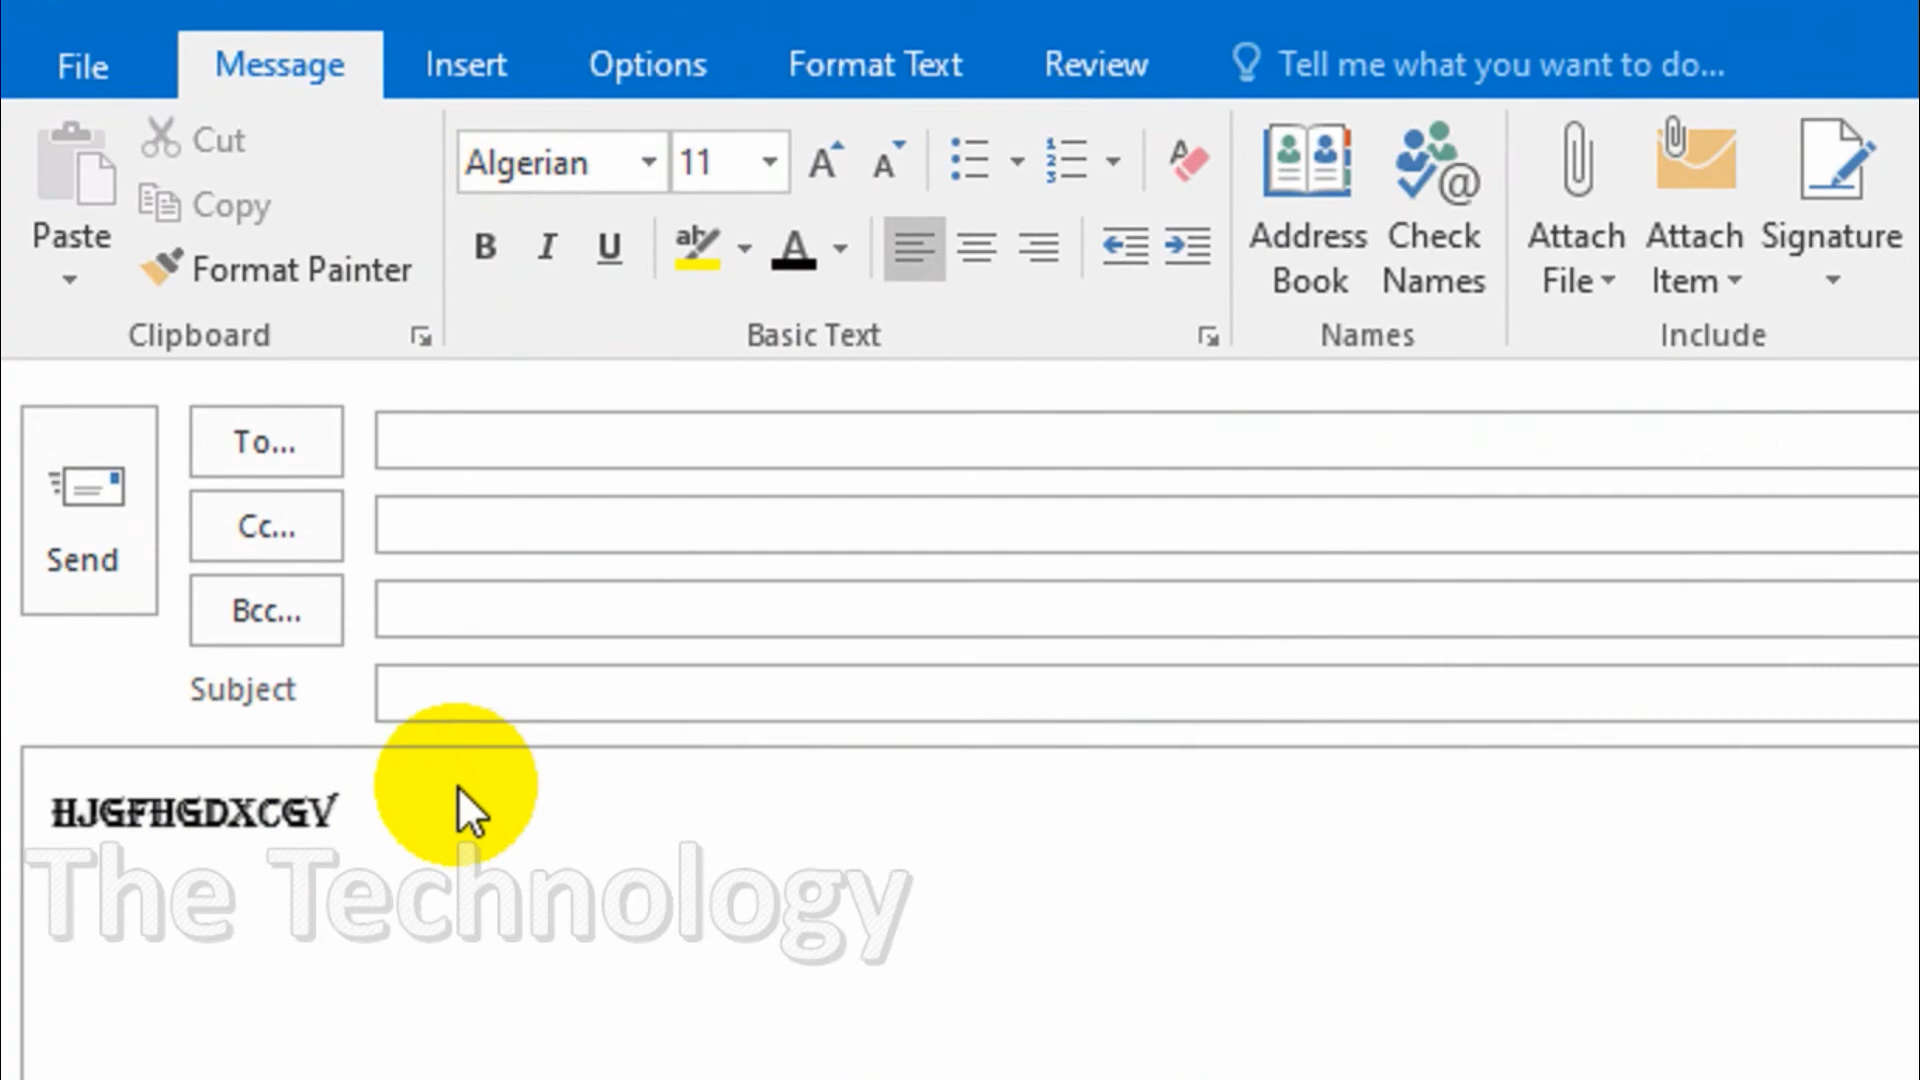 File Message Insert Options Format Text Review Tell me what you want to do...
Cut
Copy
Paste
Format Painter
Clipboard
Algerian 11
B I U
Basic Text
Address Book
Check Names
Names
Attach File
Attach Item
Signature
Include
Send
To...
Cc...
Bcc...
Subject
HJGFHGDXCGV
The Technology